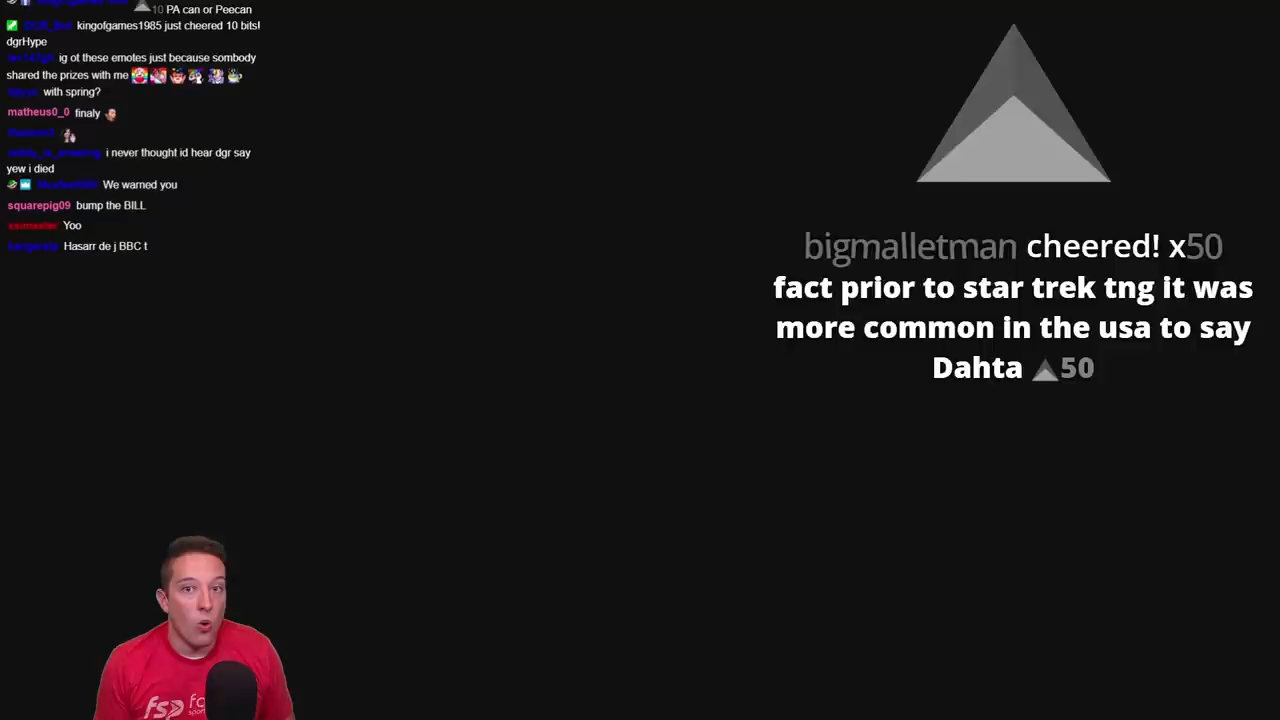 10 PA can or Peecan
DGR_Bot kingofgames1985 just cheered 10 bits!
dgrHype
ig ot these emotes just because sombody
shared the prizes with me
with spring?
matheus0_0 finaly
i never thought id hear dgr say
yew i died
We warned you
squarepig09 bump the BILL
Yoo
Hasarr de j BBC t
bigmalletman cheered! x50
fact prior to star trek tng it was
more common in the usa to say
Dahta 50
fsp